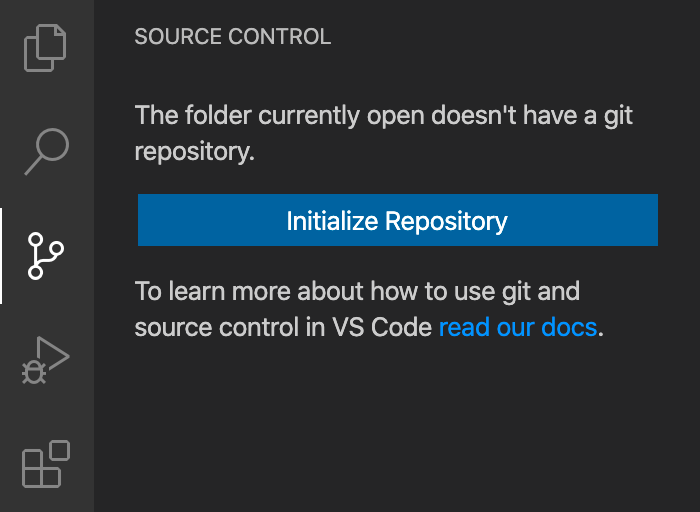 SOURCE CONTROL
The folder currently open doesn't have a git
repository.
Initialize Repository
To learn more about how to use git and
source control in VS Code read our docs.